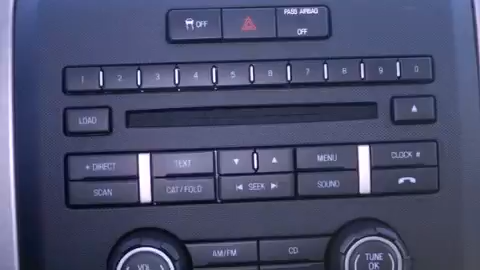 OFF
PASS AIRBAG
OFF
1 2 3 4 5 6 7 8 9 0
LOAD
+ DIRECT TEXT MENU CLOCK
SCAN CAT/FOLD SEEK SOUND
VOL AM/FM CD TUNE
OK